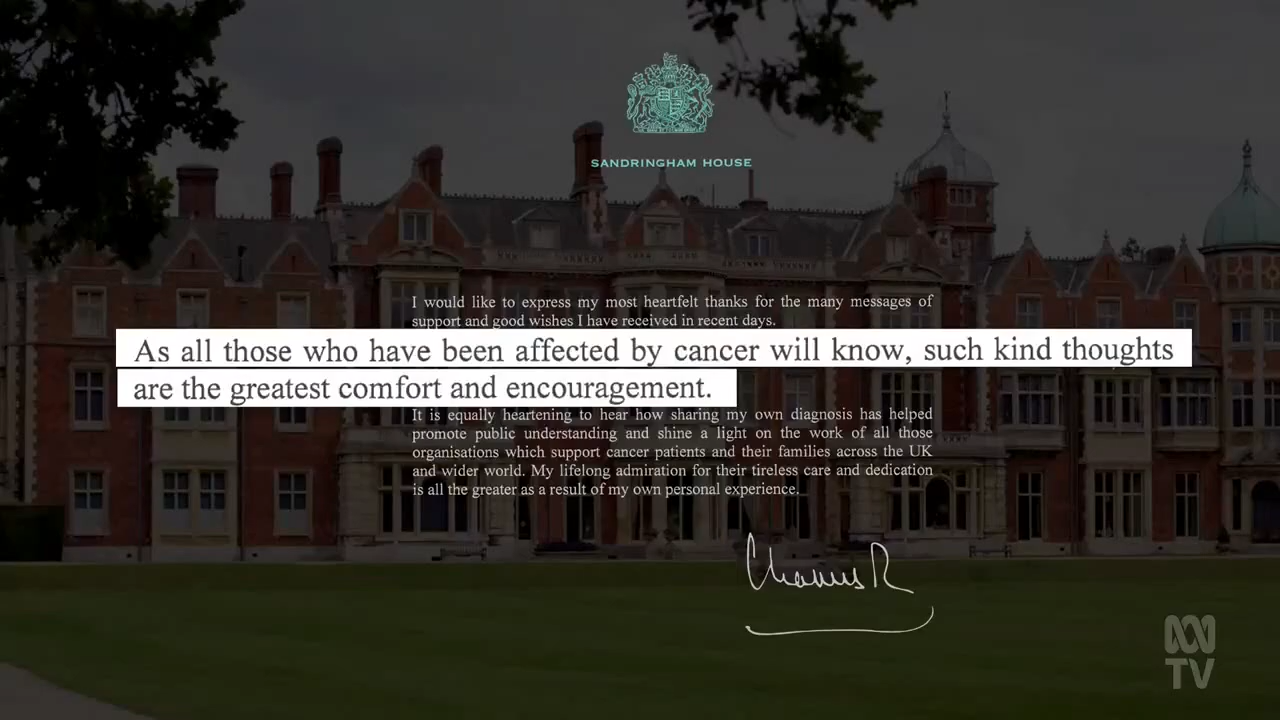 SANDRINGHAM HOUSE
I would like to express my most heartfelt thanks for the many messages of
support and good wishes I have received in recent days.
As all those who have been affected by cancer will know, such kind thoughts
are the greatest comfort and encouragement.
It is equally heartening to hear how sharing my own diagnosis has helped
promote public understanding and shine a light on the work of all those
organisations which support cancer patients and their families across the UK
and wider world. My lifelong admiration for their tireless care and dedication
is all the greater as a result of my own personal experience.
Charles R
TV